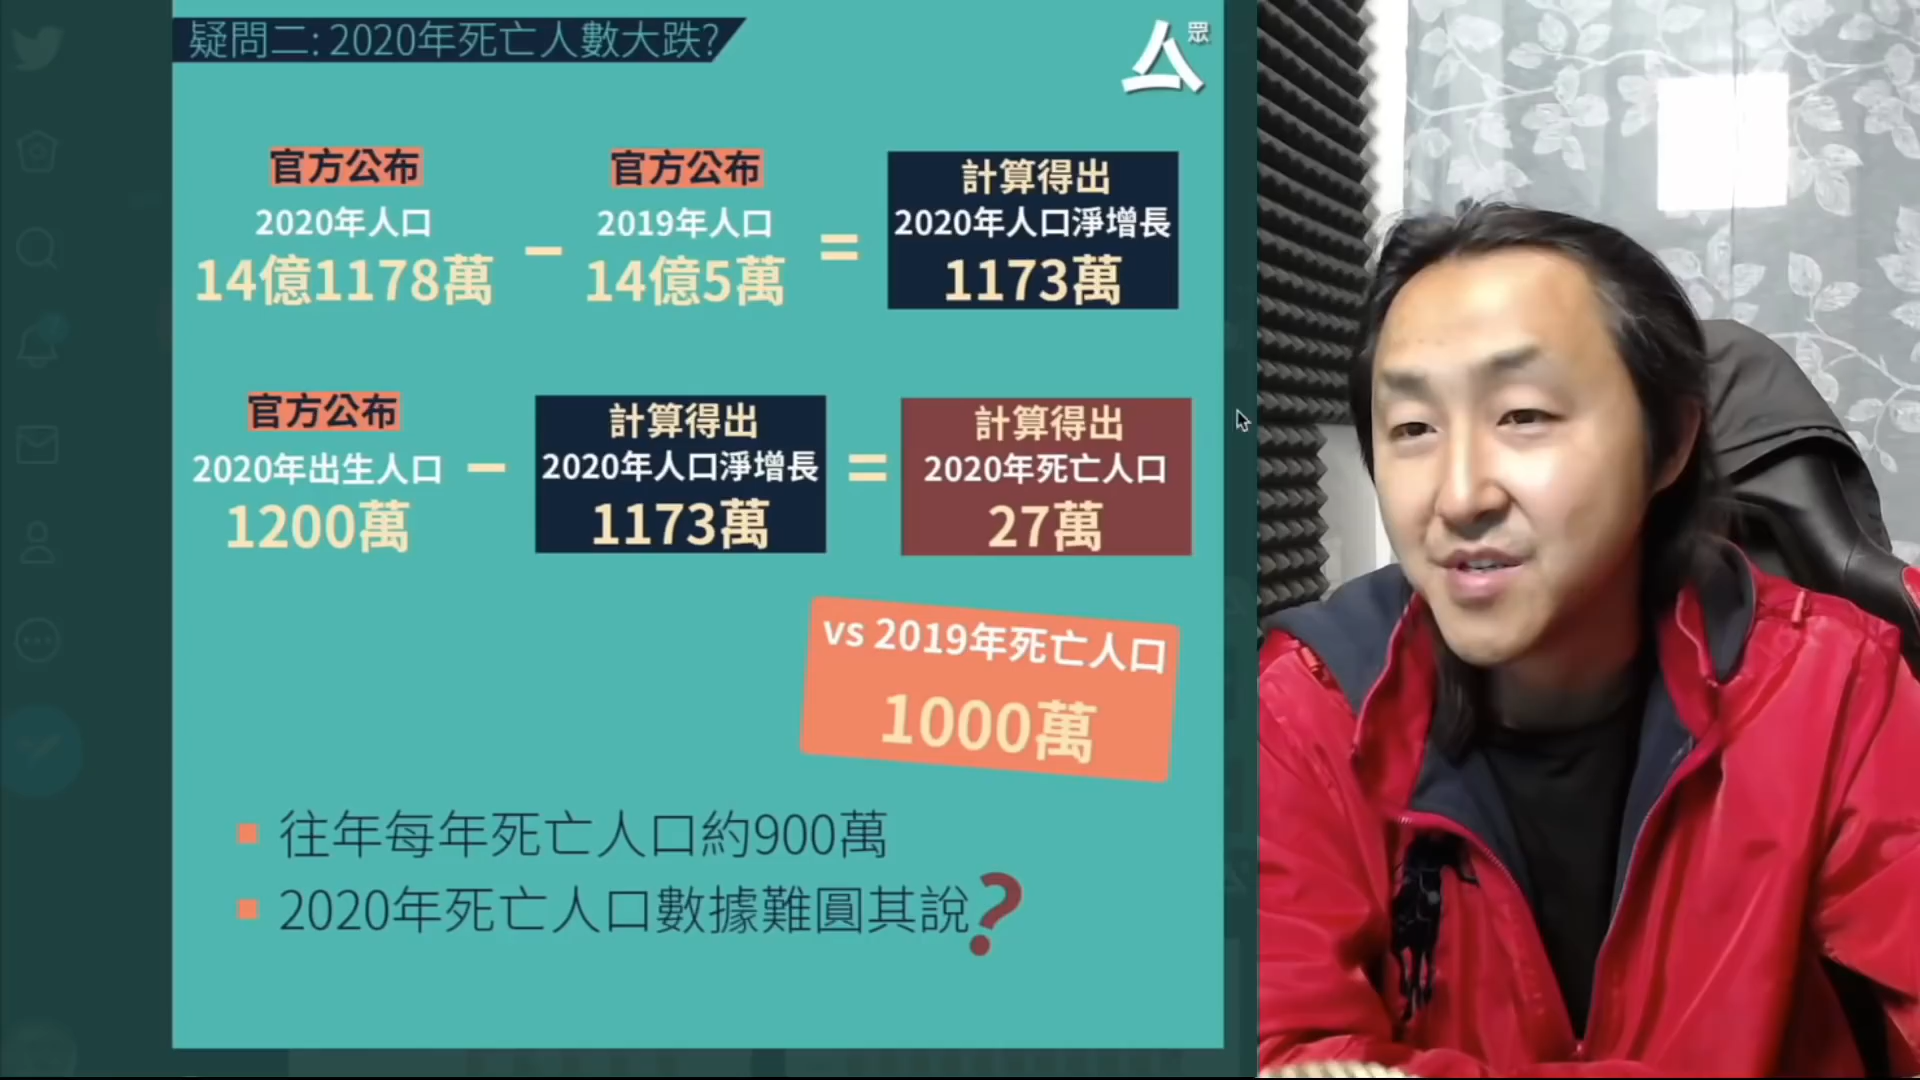 疑問二: 2020年死亡人數大跌?
眾
官方公布
2020年人口
14億1178萬
−
官方公布
2019年人口
14億5萬
=
計算得出
2020年人口淨增長
1173萬
官方公布
2020年出生人口
1200萬
−
計算得出
2020年人口淨增長
1173萬
=
計算得出
2020年死亡人口
27萬
vs 2019年死亡人口
1000萬
往年每年死亡人口約900萬
2020年死亡人口數據難圓其說?